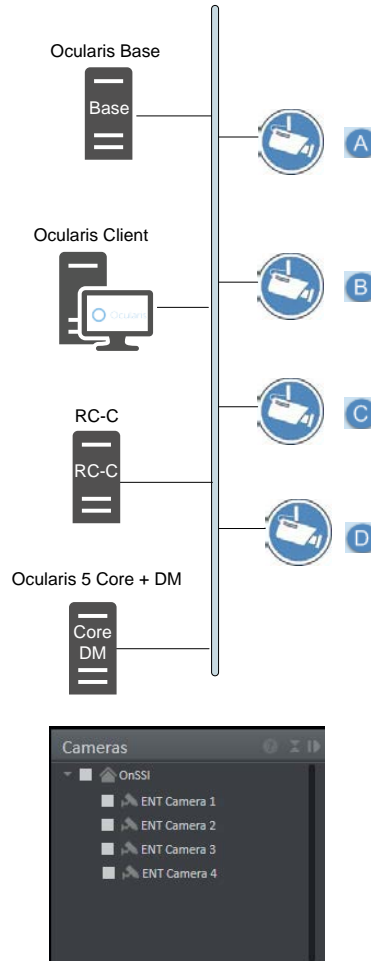 Ocularis Base
Base
A
Ocularis Client
B
Ocularis
RC-C
C
RC-C
D
Ocularis 5 Core + DM
Core
DM
Cameras
OnSSI
ENT Camera 1
ENT Camera 2
ENT Camera 3
ENT Camera 4